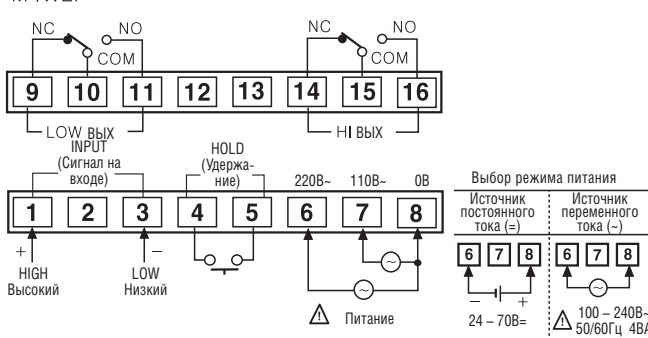 NC NO NC NO
COM COM
9 10 11 12 13 14 15 16
LOW ВЫХ HI ВЫХ
INPUT
(Сигнал на
входе)
HOLD
(Удержа-
ние)
220В~ 110В~ 0В
1 2 3 4 5 6 7 8
+ −
HIGH
Высокий
LOW
Низкий
Питание
Выбор режима питания
Источник
постоянного
тока (=)
Источник
переменного
тока (~)
6 7 8 6 7 8
− +
24 – 70В=
100 – 240В~
50/60Гц 4ВА